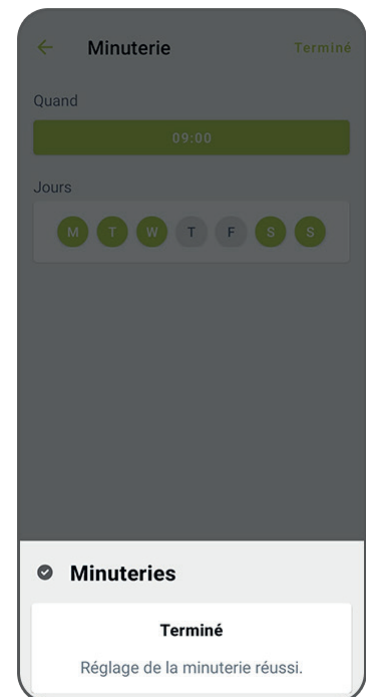 Minuterie Terminé
Quand
09:00
Jours
M T W T F S S
Minuteries
Terminé
Réglage de la minuterie réussi.